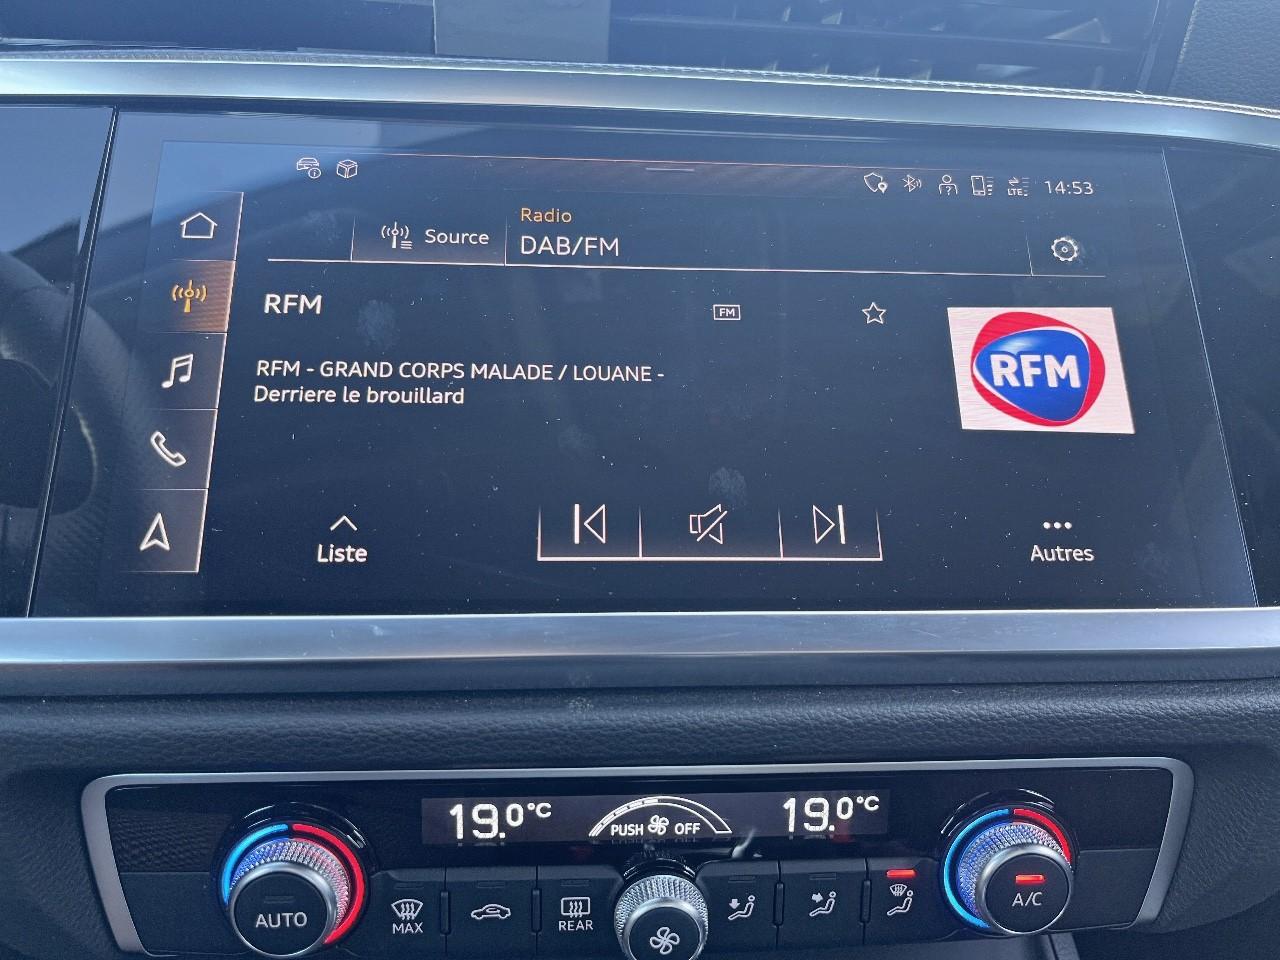 LTE
14:53
Source
Radio
DAB/FM
RFM
FM
RFM
RFM - GRAND CORPS MALADE / LOUANE -
Derriere le brouillard
Liste
Autres
19.0°C
PUSH OFF
19.0°C
AUTO
MAX
REAR
A/C